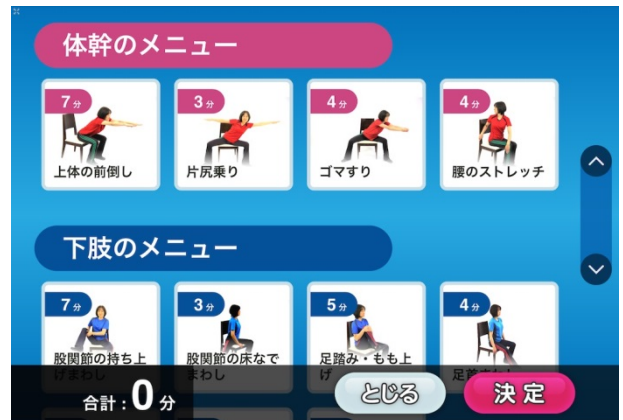 体幹のメニュー
7分
3分
4分
4分
上体の前倒し
片尻乗り
ゴマすり
腰のストレッチ
下肢のメニュー
7分
3分
5分
4分
股関節の持ち上
げまわし
股関節の床なで
まわし
足踏み・もも上
げ
合計:0分
とじる
決定